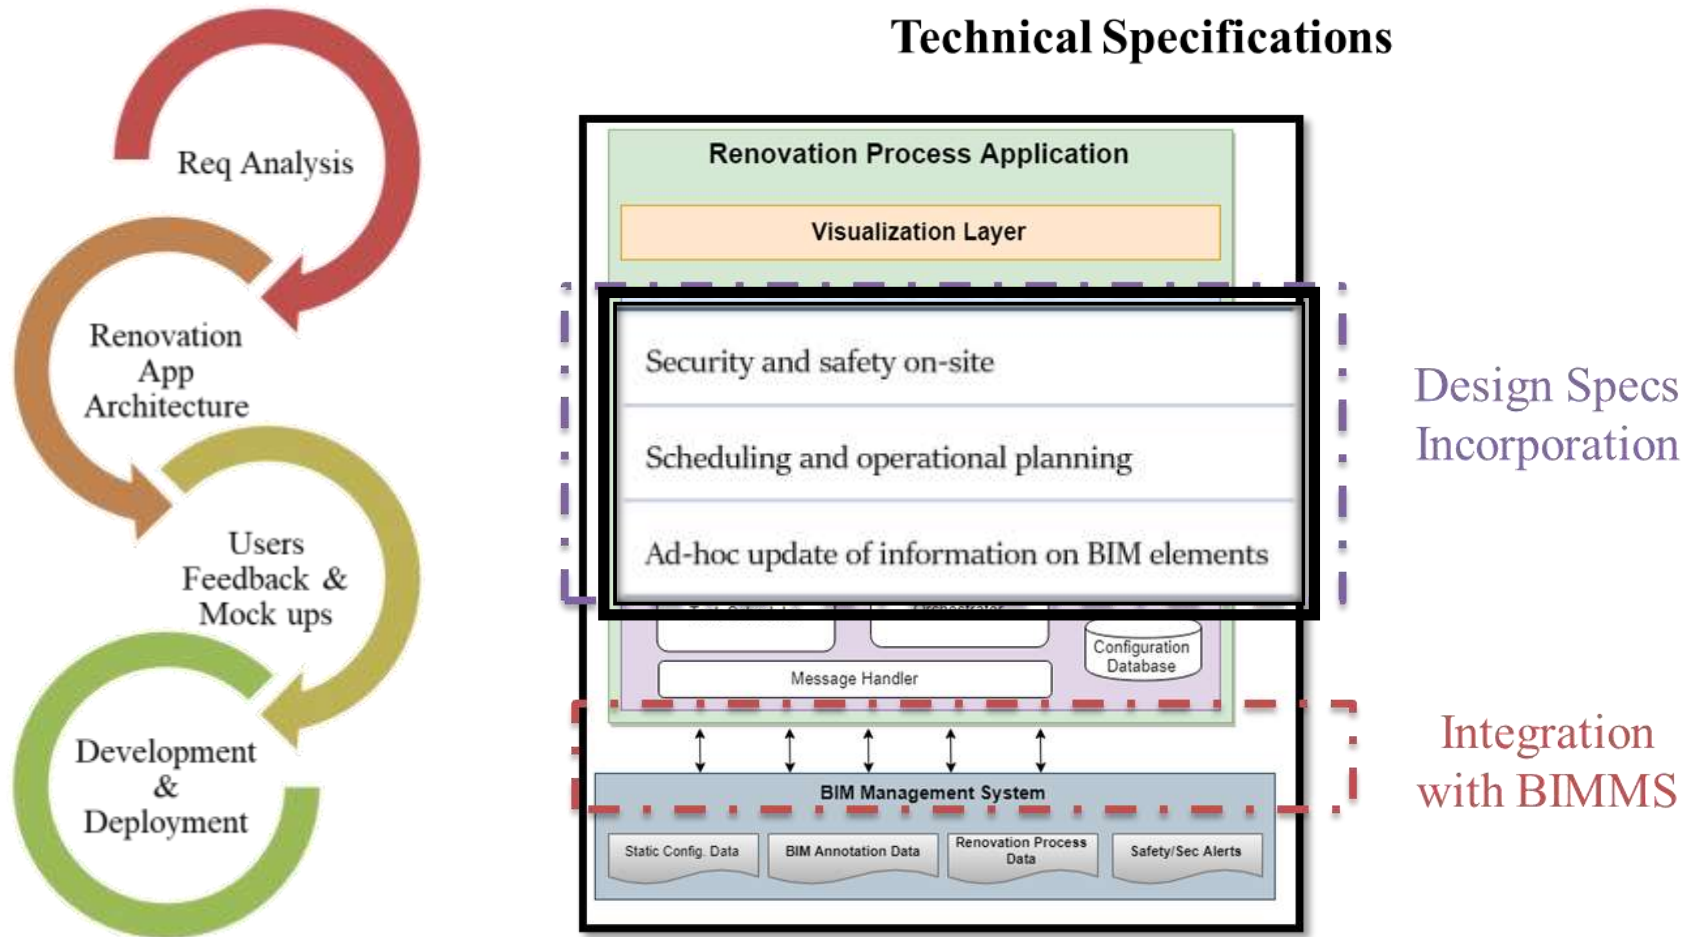 Technical Specifications
Req Analysis
Renovation
App
Architecture
Users
Feedback &
Mock ups
Development
&
Deployment
Renovation Process Application
Visualization Layer
Security and safety on-site
Scheduling and operational planning
Ad-hoc update of information on BIM elements
Orchestrator
Configuration
Database
Message Handler
BIM Management System
Static Config. Data
BIM Annotation Data
Renovation Process
Data
Safety/Sec Alerts
Design Specs
Incorporation
Integration
with BIMMS